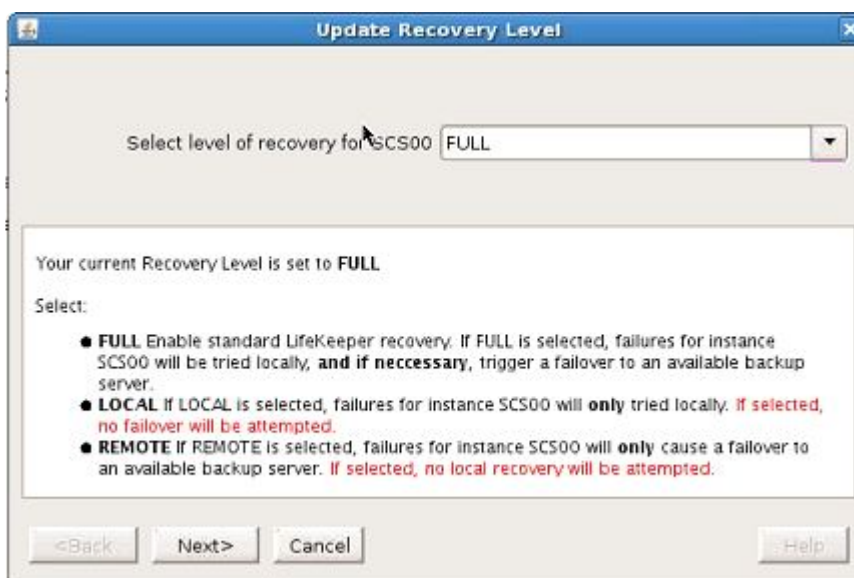 Update Recovery Level
Select level of recovery for SCS00 FULL
Your current Recovery Level is set to FULL
Select:
● FULL Enable standard LifeKeeper recovery. If FULL is selected, failures for instance
SCS00 will be tried locally, and if neccessary, trigger a failover to an available backup
server.
● LOCAL If LOCAL is selected, failures for instance SCS00 will only tried locally. If selected,
no failover will be attempted.
● REMOTE If REMOTE is selected, failures for instance SCS00 will only cause a failover to
an available backup server. If selected, no local recovery will be attempted.
<Back Next> Cancel Help